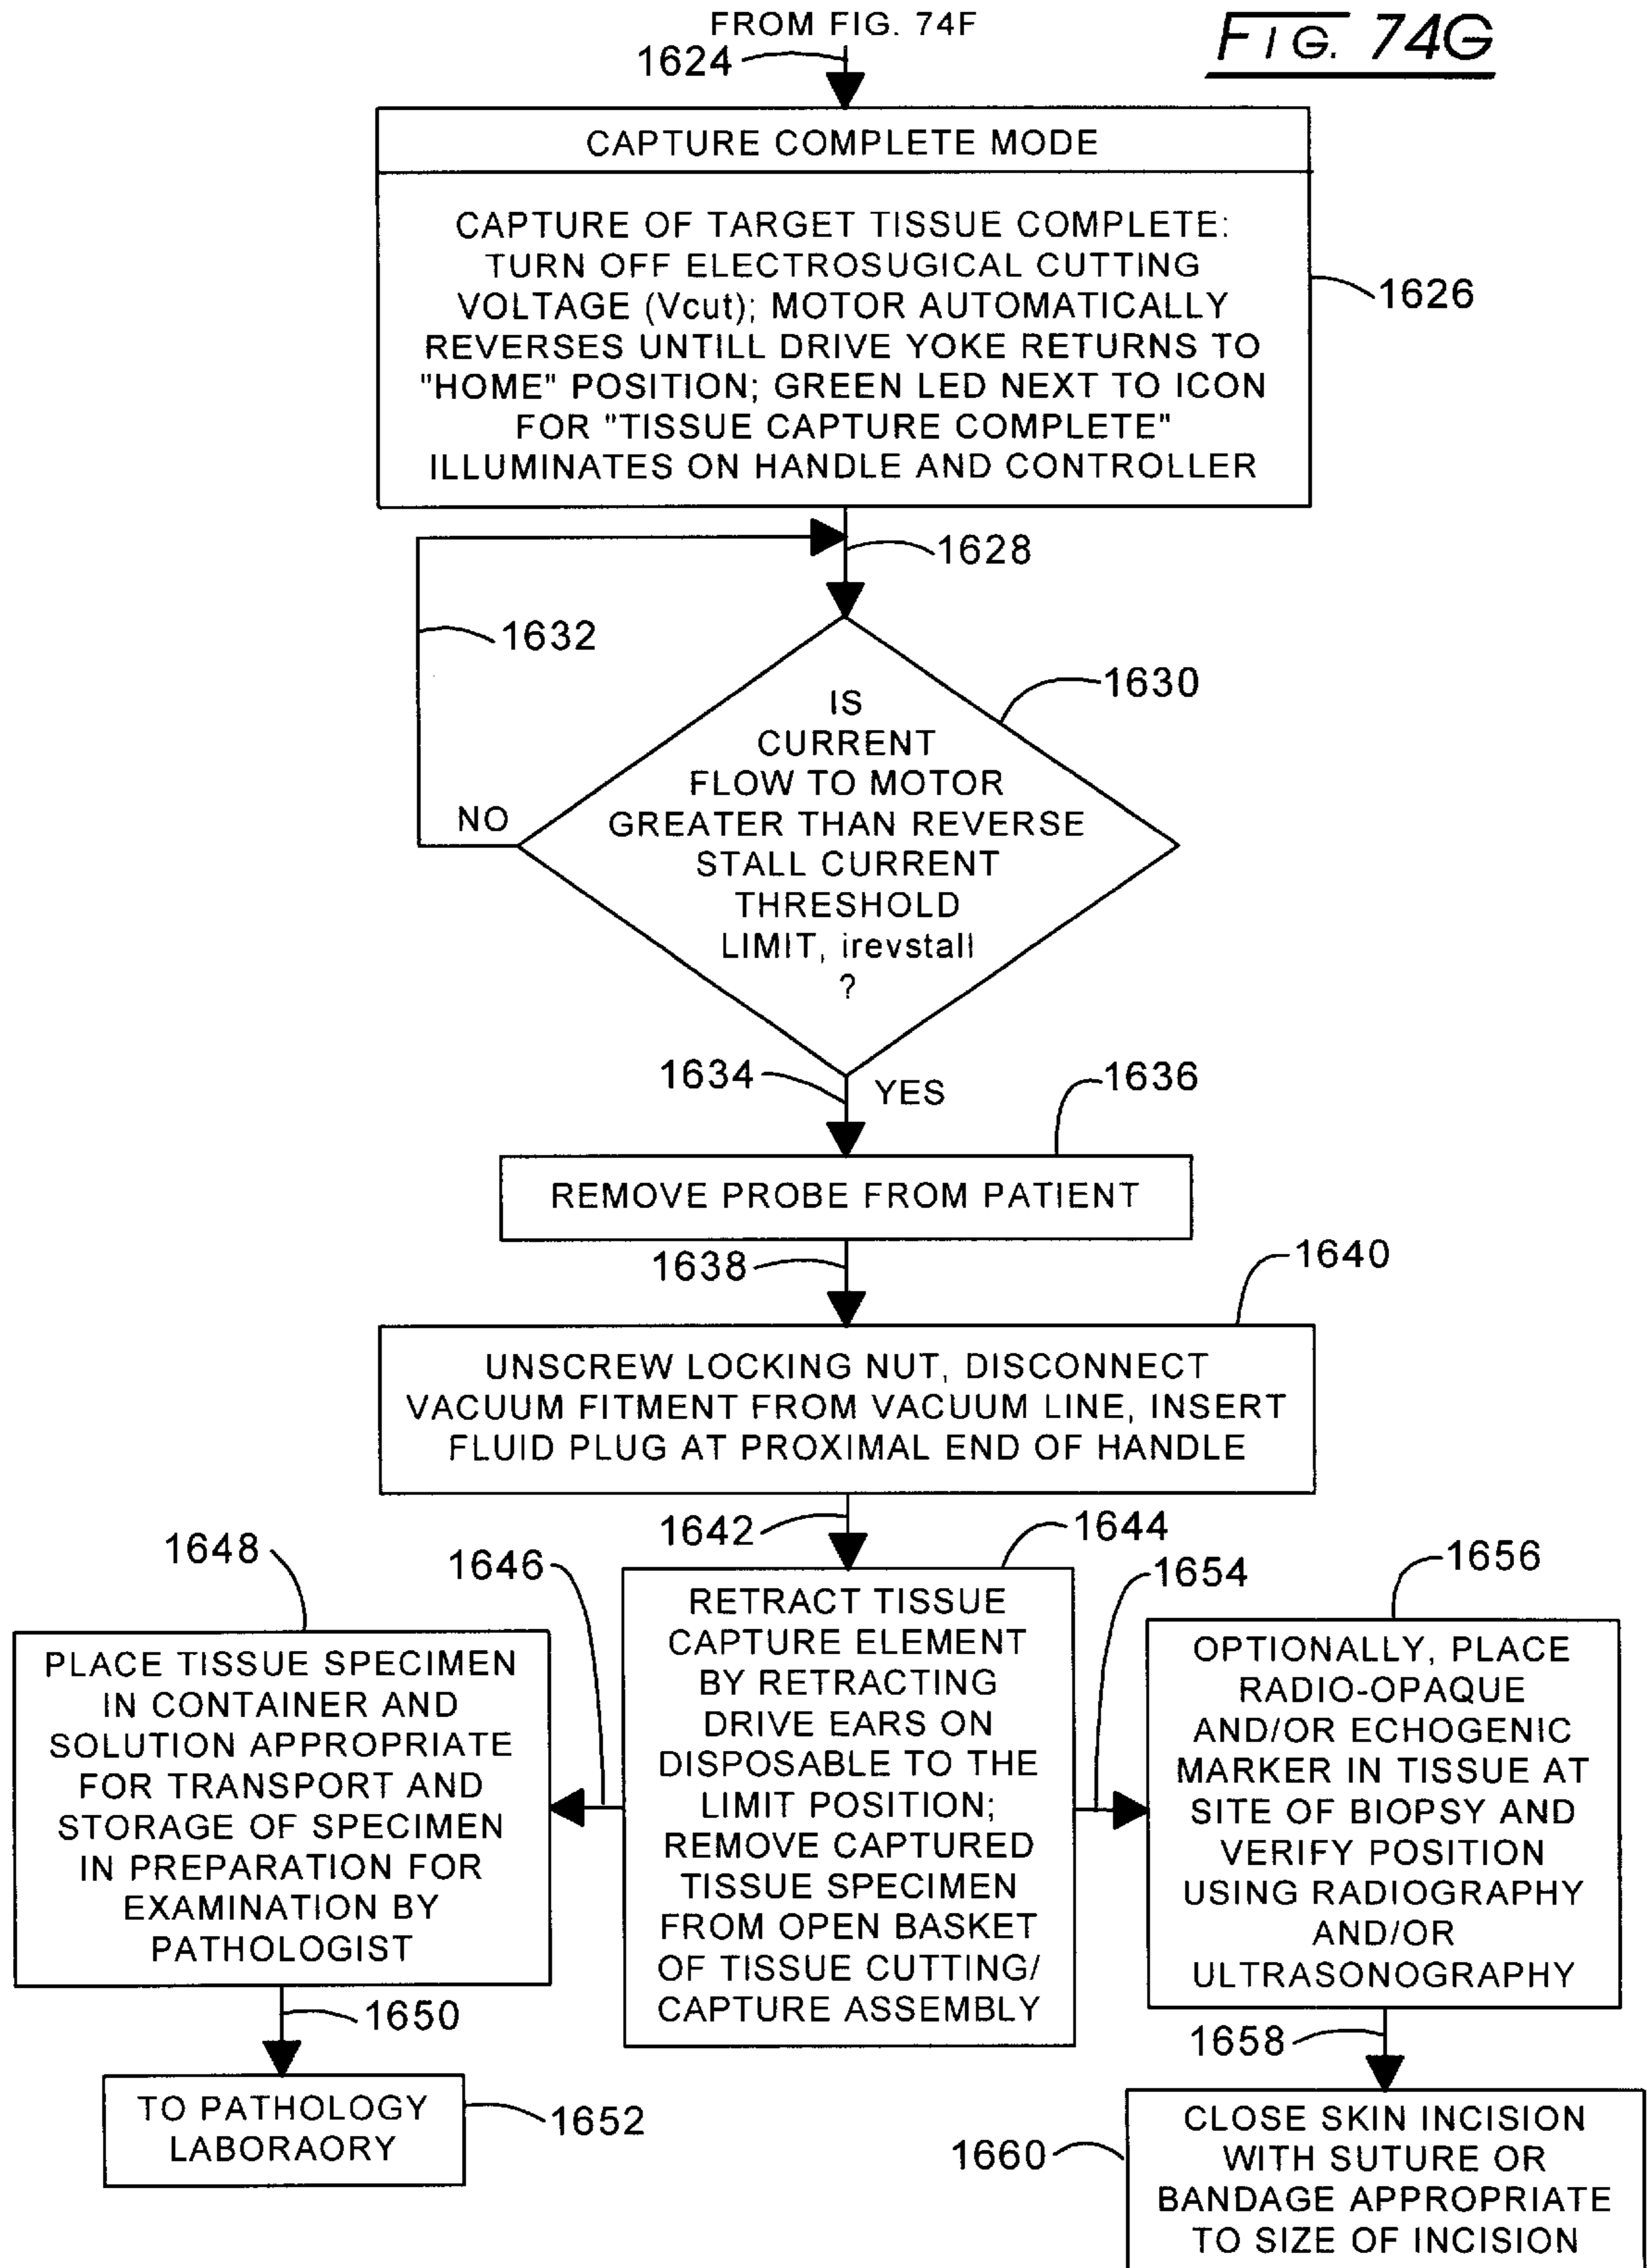 FROM FIG. 74F
FIG. 74G
1624
CAPTURE COMPLETE MODE
CAPTURE OF TARGET TISSUE COMPLETE:
TURN OFF ELECTROSUGICAL CUTTING
VOLTAGE (Vcut); MOTOR AUTOMATICALLY
REVERSES UNTILL DRIVE YOKE RETURNS TO
"HOME" POSITION; GREEN LED NEXT TO ICON
FOR "TISSUE CAPTURE COMPLETE"
ILLUMINATES ON HANDLE AND CONTROLLER
1626
1628
1632
1630
IS
CURRENT
FLOW TO MOTOR
GREATER THAN REVERSE
STALL CURRENT
THRESHOLD
LIMIT, irevstall
?
NO
1634
YES
1636
REMOVE PROBE FROM PATIENT
1638
1640
UNSCREW LOCKING NUT, DISCONNECT
VACUUM FITMENT FROM VACUUM LINE, INSERT
FLUID PLUG AT PROXIMAL END OF HANDLE
1642
1644
1648
1646
1654
1656
PLACE TISSUE SPECIMEN
IN CONTAINER AND
SOLUTION APPROPRIATE
FOR TRANSPORT AND
STORAGE OF SPECIMEN
IN PREPARATION FOR
EXAMINATION BY
PATHOLOGIST
RETRACT TISSUE
CAPTURE ELEMENT
BY RETRACTING
DRIVE EARS ON
DISPOSABLE TO THE
LIMIT POSITION;
REMOVE CAPTURED
TISSUE SPECIMEN
FROM OPEN BASKET
OF TISSUE CUTTING/
CAPTURE ASSEMBLY
OPTIONALLY, PLACE
RADIO-OPAQUE
AND/OR ECHOGENIC
MARKER IN TISSUE AT
SITE OF BIOPSY AND
VERIFY POSITION
USING RADIOGRAPHY
AND/OR
ULTRASONOGRAPHY
1650
1658
TO PATHOLOGY
LABORAORY
1652
1660
CLOSE SKIN INCISION
WITH SUTURE OR
BANDAGE APPROPRIATE
TO SIZE OF INCISION